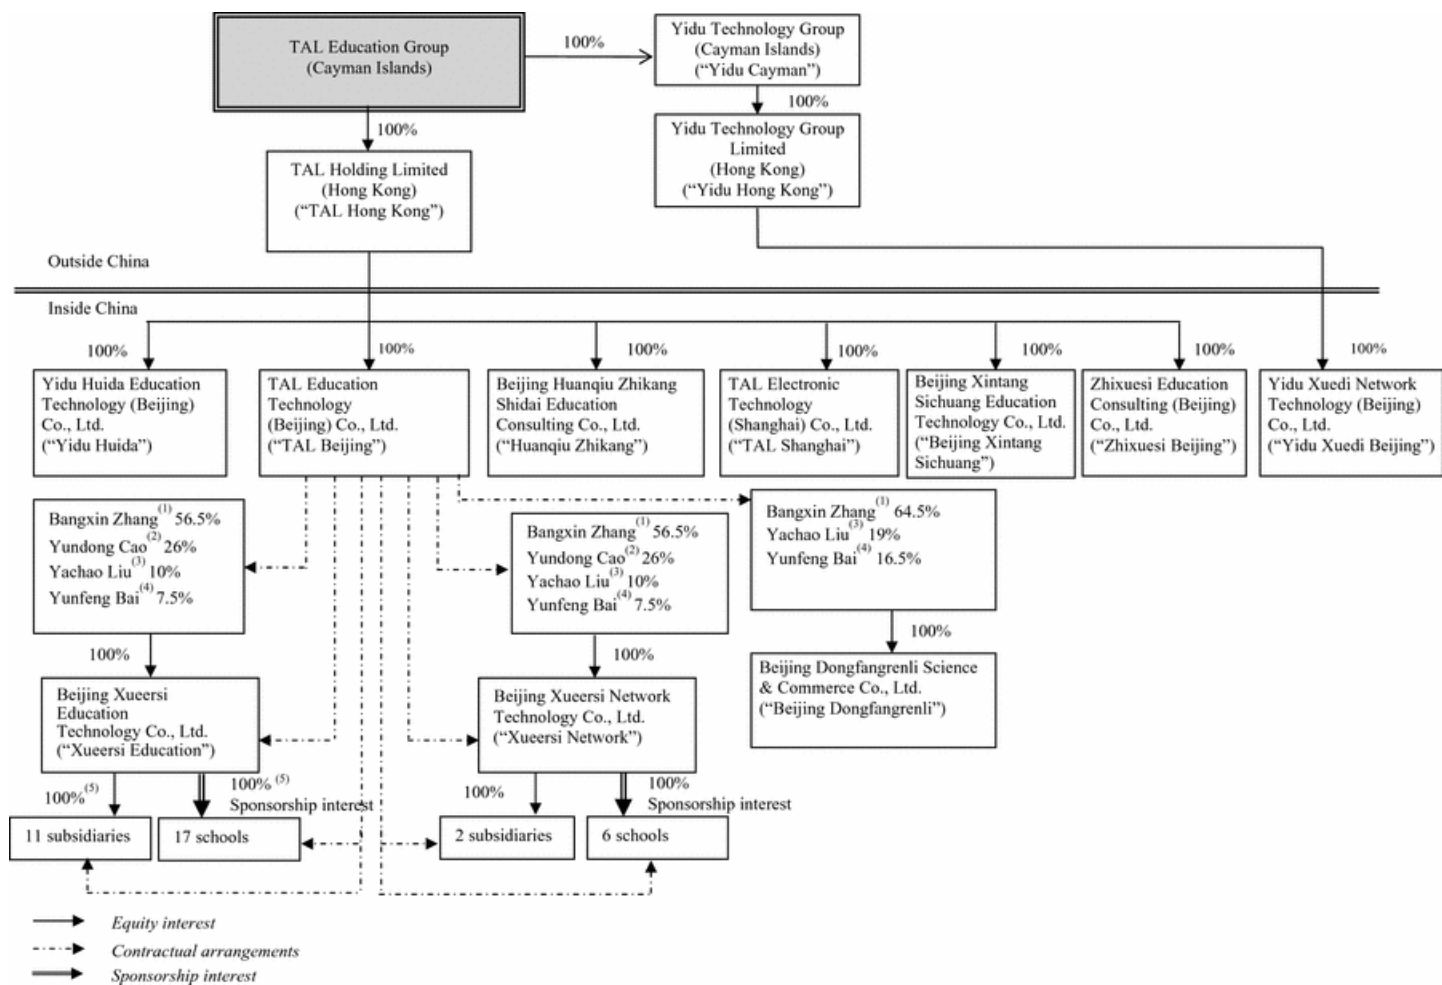 TAL Education Group
(Cayman Islands)
100%
Yidu Technology Group
(Cayman Islands)
(“Yidu Cayman”)
100%
100%
TAL Holding Limited
(Hong Kong)
(“TAL Hong Kong”)
Yidu Technology Group
Limited
(Hong Kong)
(“Yidu Hong Kong”)
Outside China
Inside China
100%
100%
100%
100%
100%
100%
100%
Yidu Huida Education
Technology (Beijing)
Co., Ltd.
(“Yidu Huida”)
TAL Education
Technology
(Beijing) Co., Ltd.
(“TAL Beijing”)
Beijing Huanqiu Zhikang
Shidai Education
Consulting Co., Ltd.
(“Huanqiu Zhikang”)
TAL Electronic
Technology
(Shanghai) Co., Ltd.
(“TAL Shanghai”)
Beijing Xintang
Sichuang Education
Technology Co., Ltd.
(“Beijing Xintang
Sichuang”)
Zhixuesi Education
Consulting (Beijing)
Co., Ltd.
(“Zhixuesi Beijing”)
Yidu Xuedi Network
Technology (Beijing)
Co., Ltd.
(“Yidu Xuedi Beijing”)
Bangxin Zhang(1) 56.5%
Yundong Cao(2) 26%
Yachao Liu(3) 10%
Yunfeng Bai(4) 7.5%
Bangxin Zhang(1) 56.5%
Yundong Cao(2) 26%
Yachao Liu(3) 10%
Yunfeng Bai(4) 7.5%
Bangxin Zhang(1) 64.5%
Yachao Liu(3) 19%
Yunfeng Bai(4) 16.5%
100%
100%
100%
Beijing Xueersi
Education
Technology Co., Ltd.
(“Xueersi Education”)
Beijing Xueersi Network
Technology Co., Ltd.
(“Xueersi Network”)
Beijing Dongfangrenli Science
& Commerce Co., Ltd.
(“Beijing Dongfangrenli”)
100%(5)
100% (5)
Sponsorship interest
100%
100%
Sponsorship interest
11 subsidiaries
17 schools
2 subsidiaries
6 schools
Equity interest
Contractual arrangements
Sponsorship interest